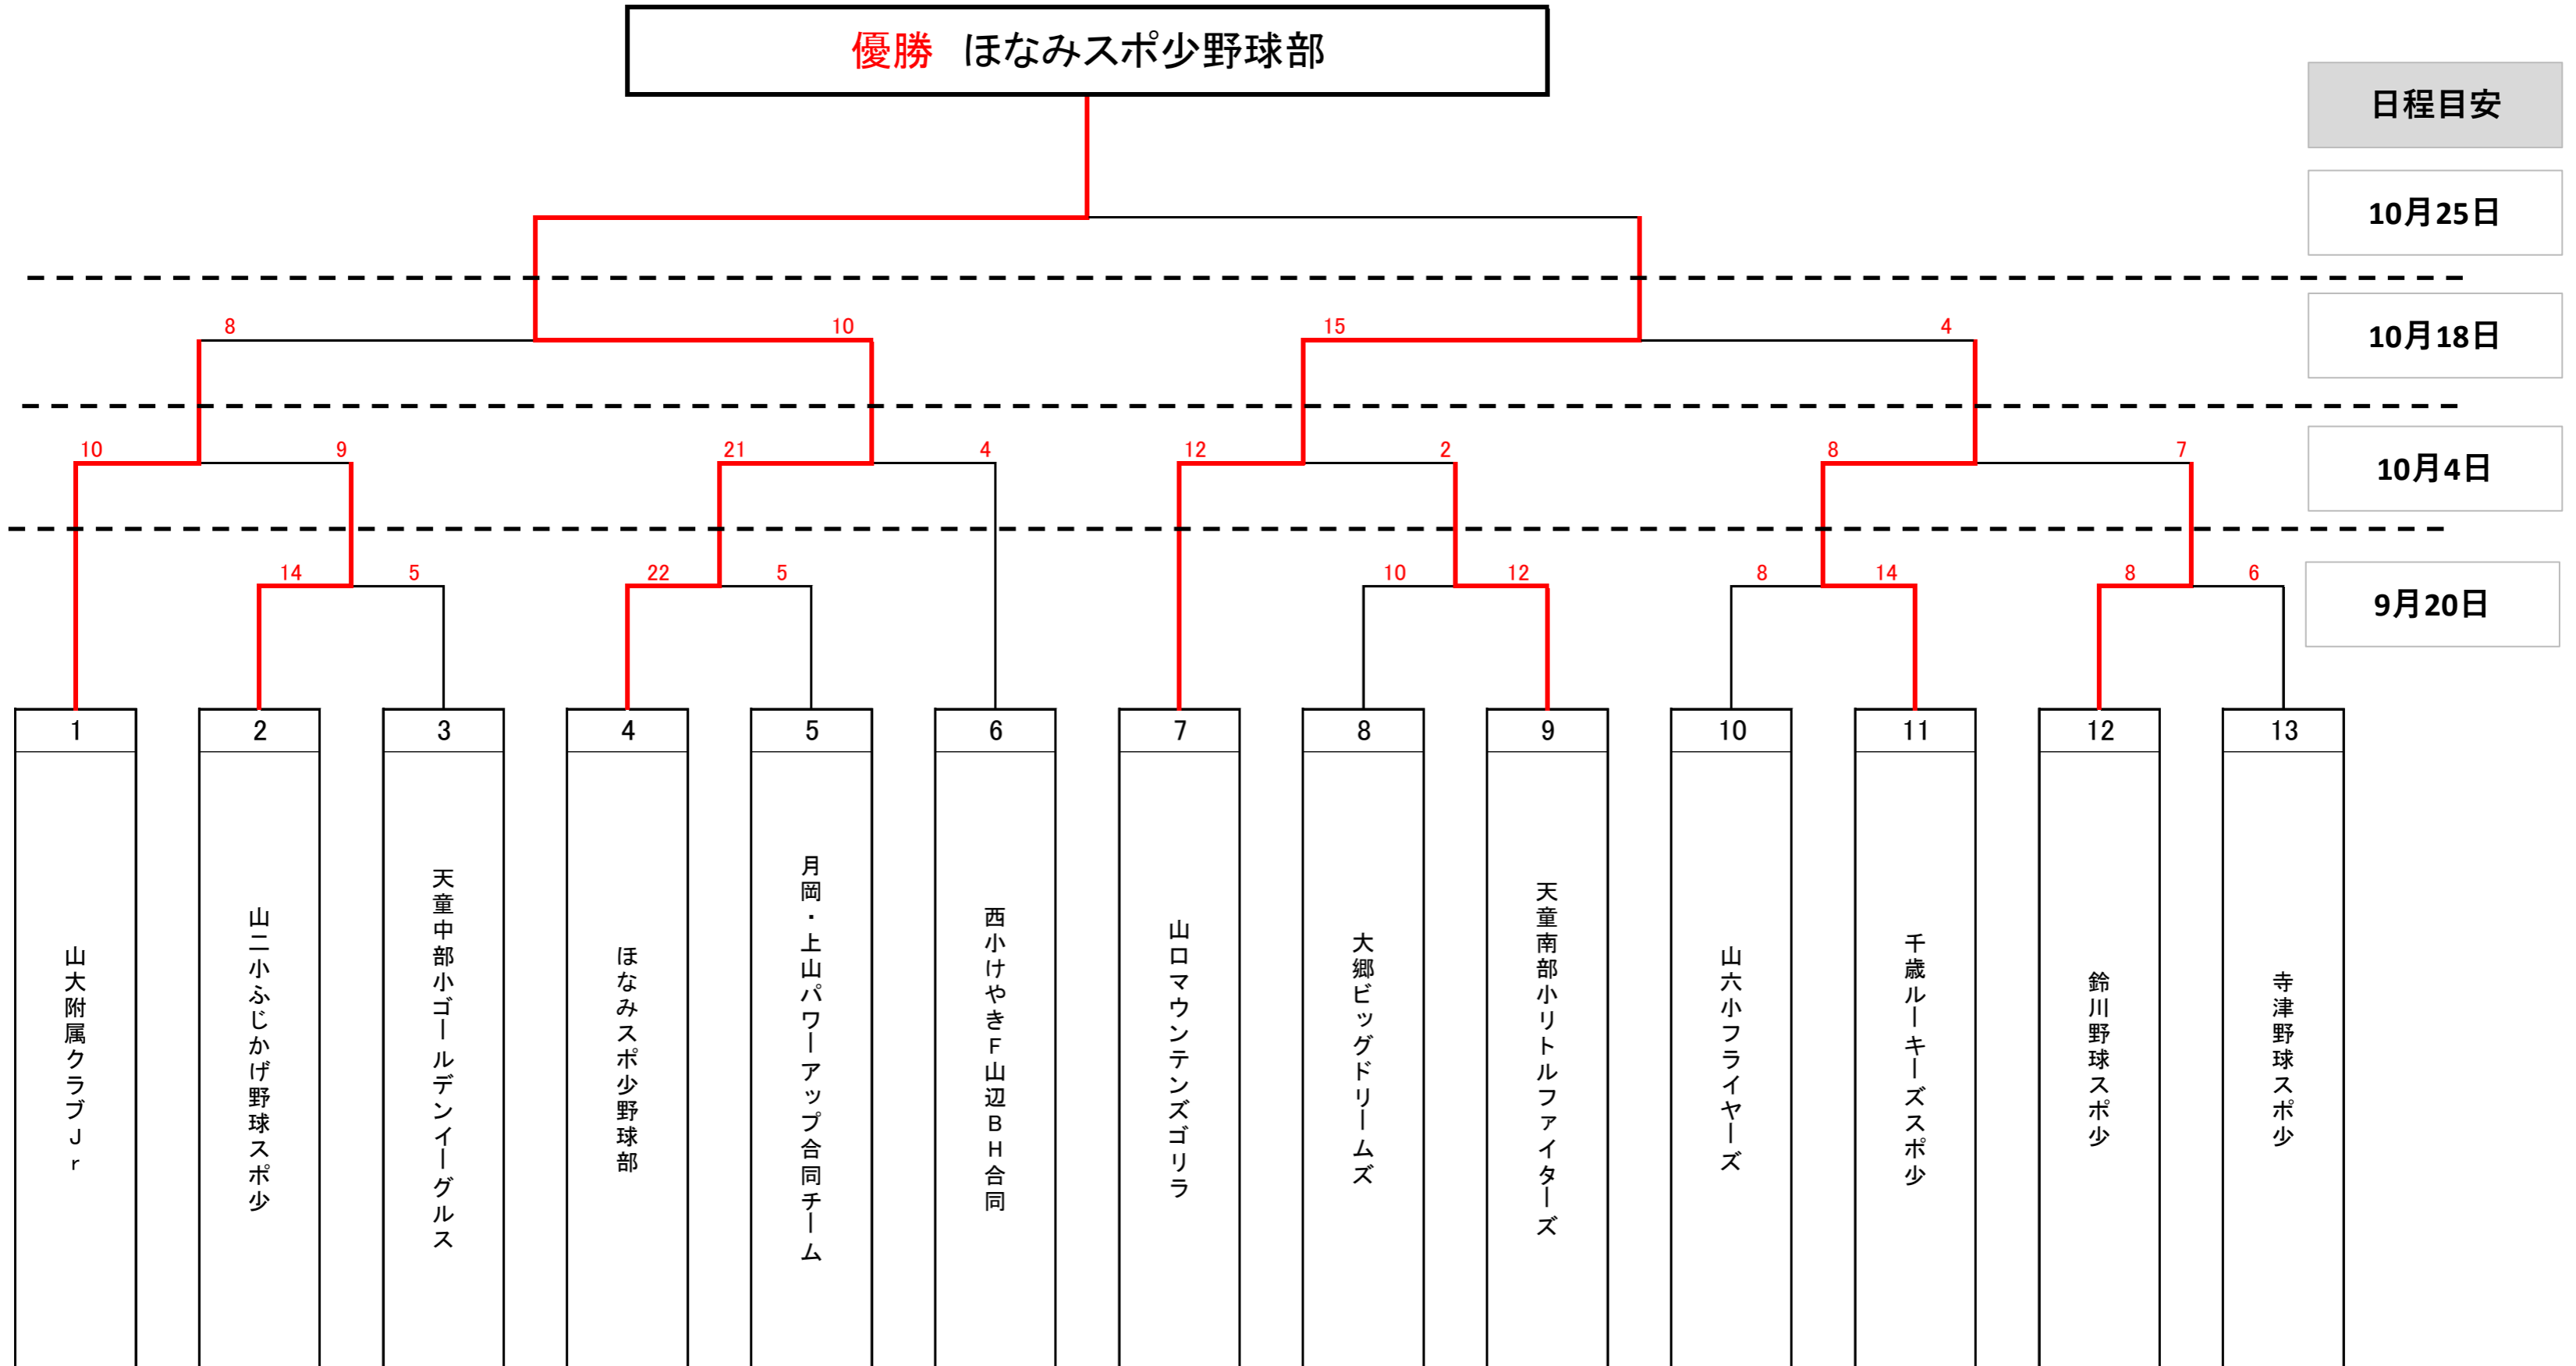 優勝 ほなみスポ少野球部
日程目安
10月25日
10月18日
8
10
15
4
10月4日
10
9
21
4
12
2
8
7
9月20日
14
5
22
5
10
12
8
14
8
6
1
2
3
4
5
6
7
8
9
10
11
12
13
山大附属クラブJr
山二小ふじかげ野球スポ少
天童中部小ゴールデンイーグルス
ほなみスポ少野球部
月岡・上山パワーアップ合同チーム
西小けやきF山辺BH合同
山口マウンテンズゴリラ
大郷ビッグドリームズ
天童南部小リトルファイターズ
山六小フライヤーズ
千歳ルーキーズスポ少
鈴川野球スポ少
寺津野球スポ少